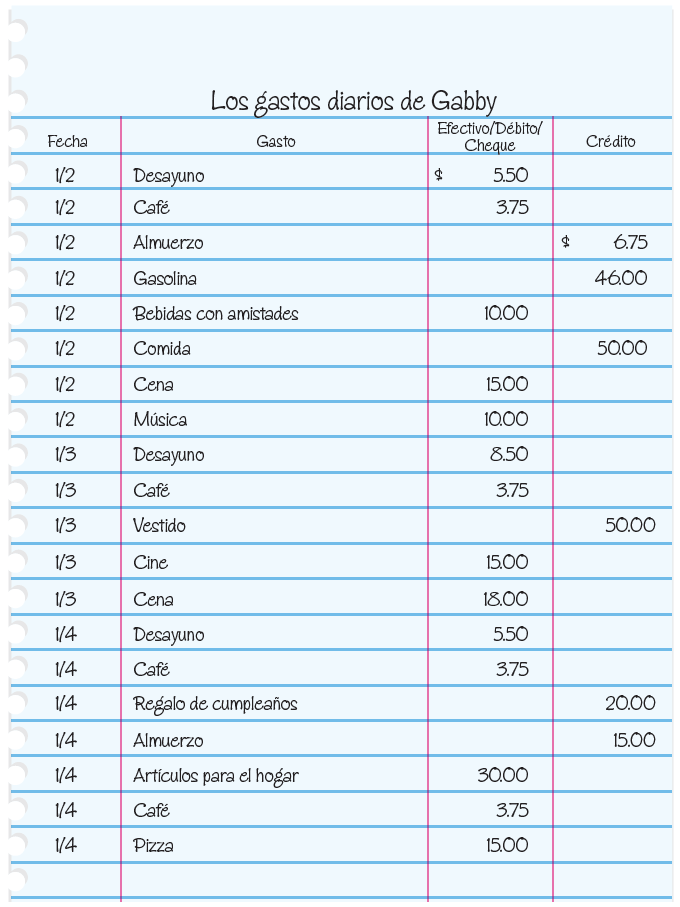 Los gastos diarios de Gabby
Fecha Gasto Efectivo/Débito/ Cheque Crédito
1/2 Desayuno $ 5.50
1/2 Café 3.75
1/2 Almuerzo $ 6.75
1/2 Gasolina 46.00
1/2 Bebidas con amistades 10.00
1/2 Comida 50.00
1/2 Cena 15.00
1/2 Música 10.00
1/3 Desayuno 8.50
1/3 Café 3.75
1/3 Vestido 50.00
1/3 Cine 15.00
1/3 Cena 18.00
1/4 Desayuno 5.50
1/4 Café 3.75
1/4 Regalo de cumpleaños 20.00
1/4 Almuerzo 15.00
1/4 Artículos para el hogar 30.00
1/4 Café 3.75
1/4 Pizza 15.00